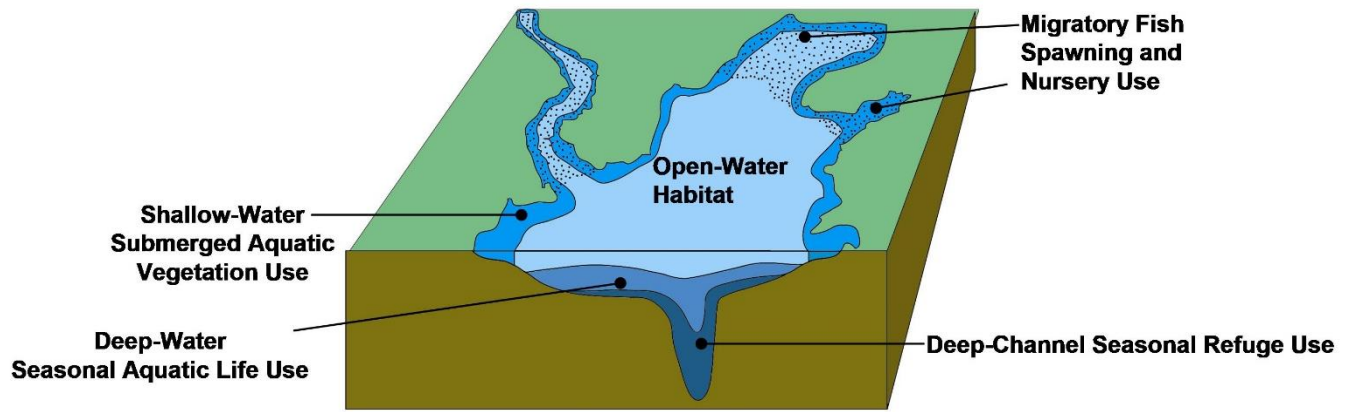 Migratory Fish
Spawning and
Nursery Use
Open-Water
Habitat
Shallow-Water
Submerged Aquatic
Vegetation Use
Deep-Water
Seasonal Aquatic Life Use
Deep-Channel Seasonal Refuge Use